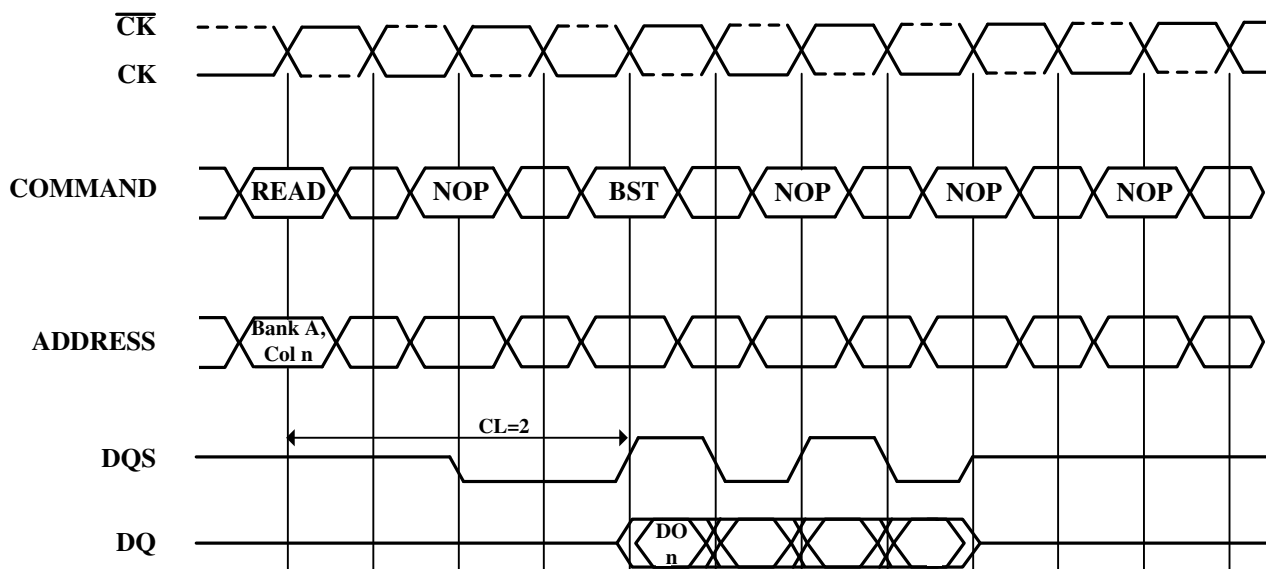 CK
CK
COMMAND
READ NOP BST NOP NOP NOP
ADDRESS
Bank A,
Col n
CL=2
DQS
DQ
DO
n